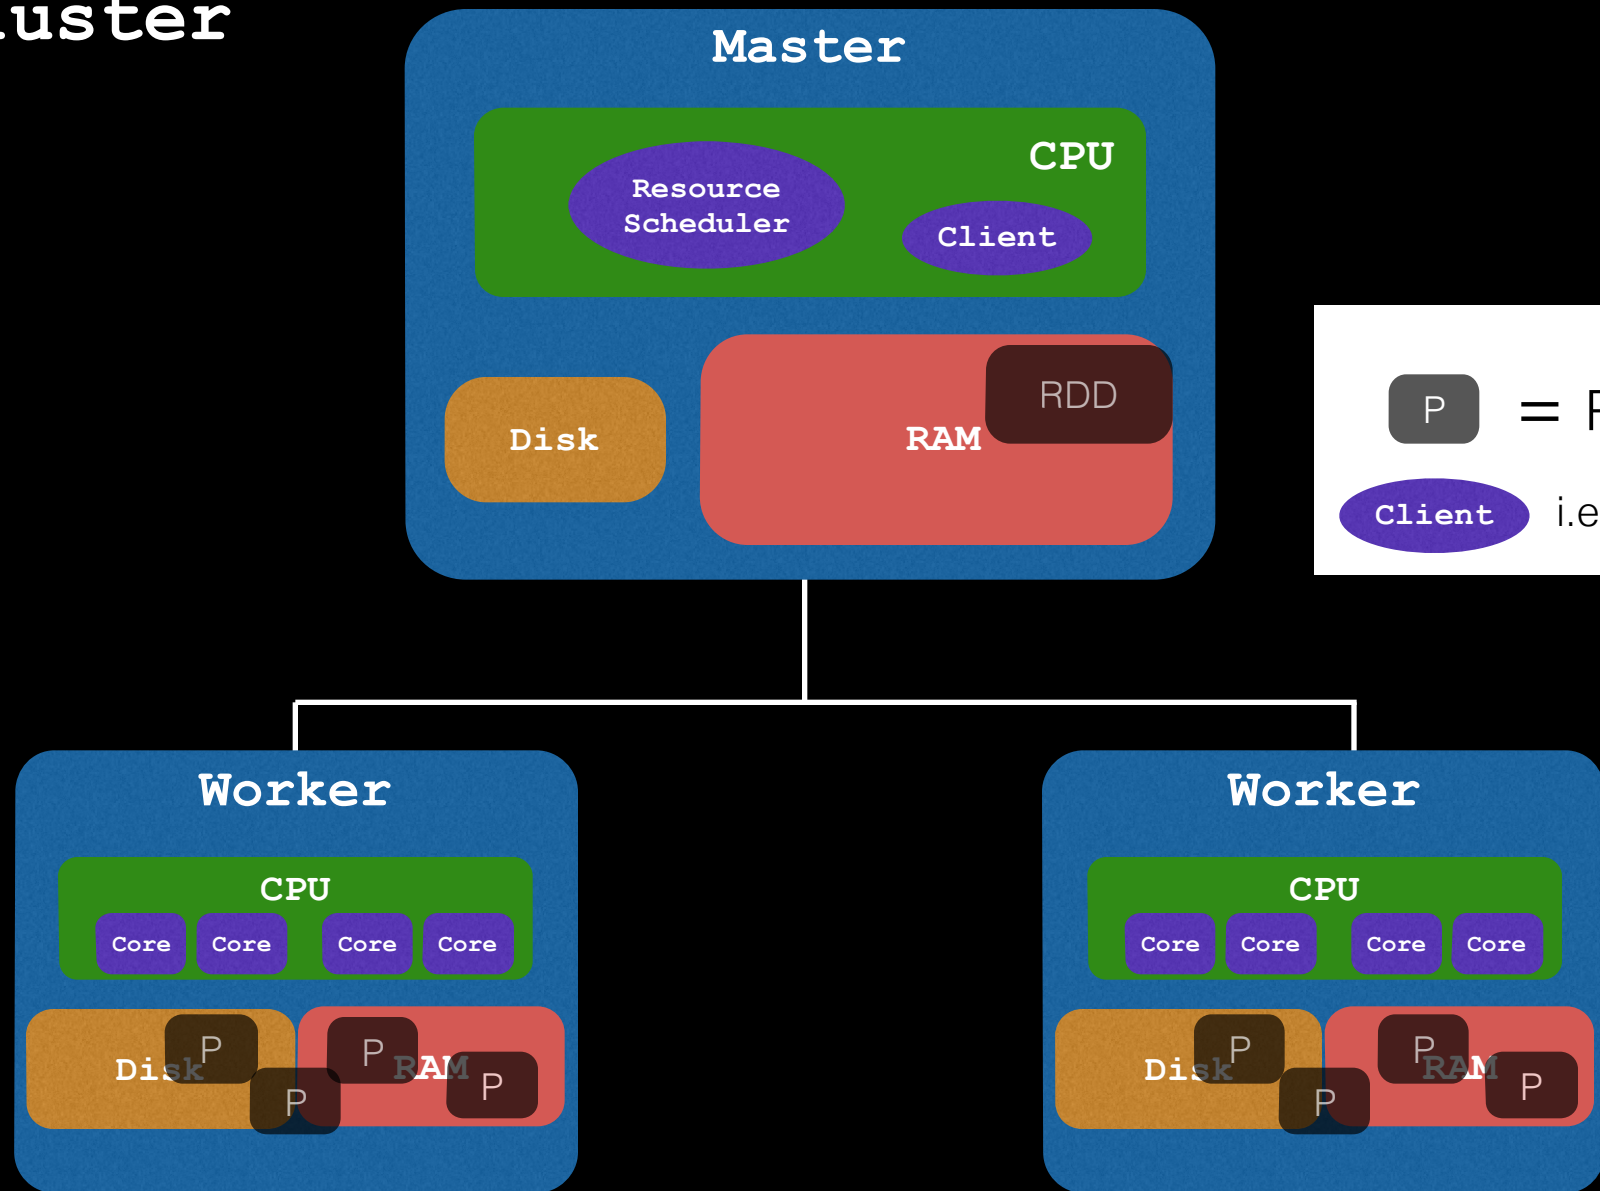 luster
Master
CPU
Resource
Scheduler
Client
RDD
Disk
RAM
P =
Client i.e
Worker
CPU
Core Core Core Core
Disk P P RAM P P
Worker
CPU
Core Core Core Core
Disk P P RAM P P